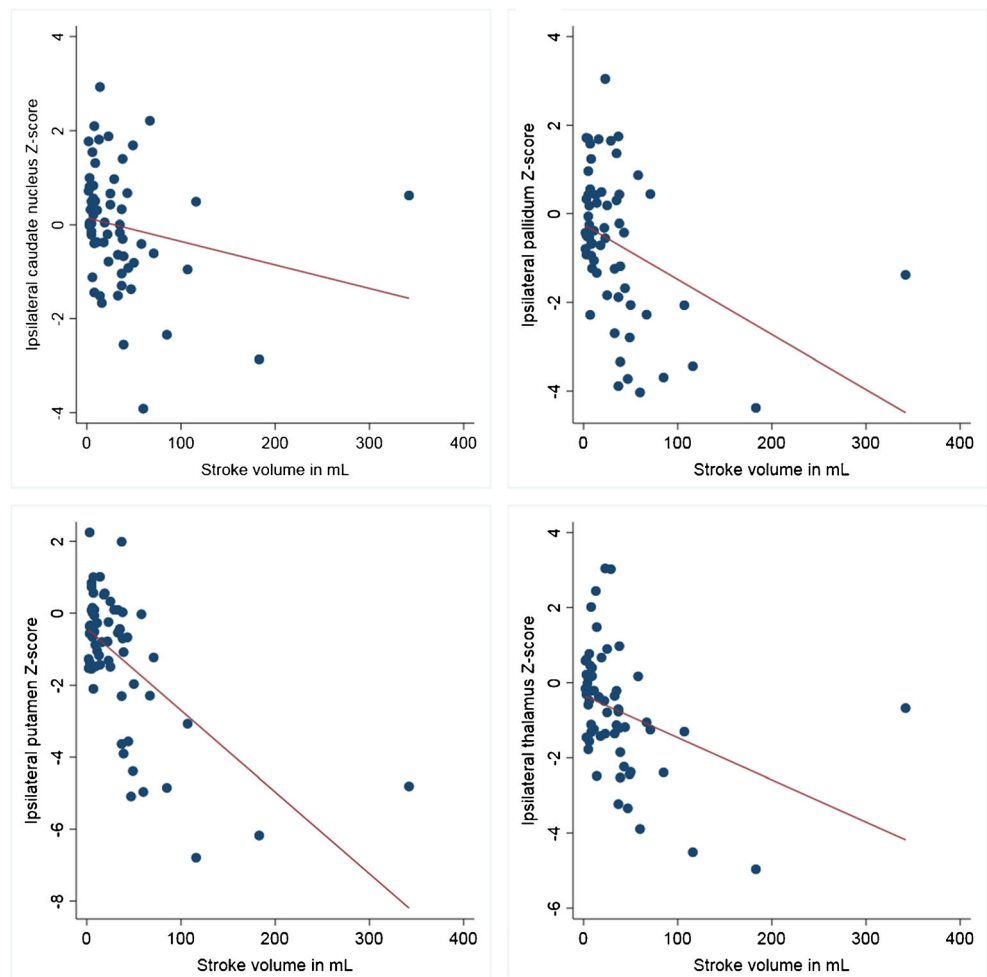 Ipsilateral caudate nucleus Z-score
4
2
0
-2
-4
0 100 200 300 400
Stroke volume in mL
Ipsilateral pallidum Z-score
4
2
0
-2
-4
0 100 200 300 400
Stroke volume in mL
Ipsilateral putamen Z-score
2
0
-2
-4
-6
-8
0 100 200 300 400
Stroke volume in mL
Ipsilateral thalamus Z-score
4
2
0
-2
-4
-6
0 100 200 300 400
Stroke volume in mL